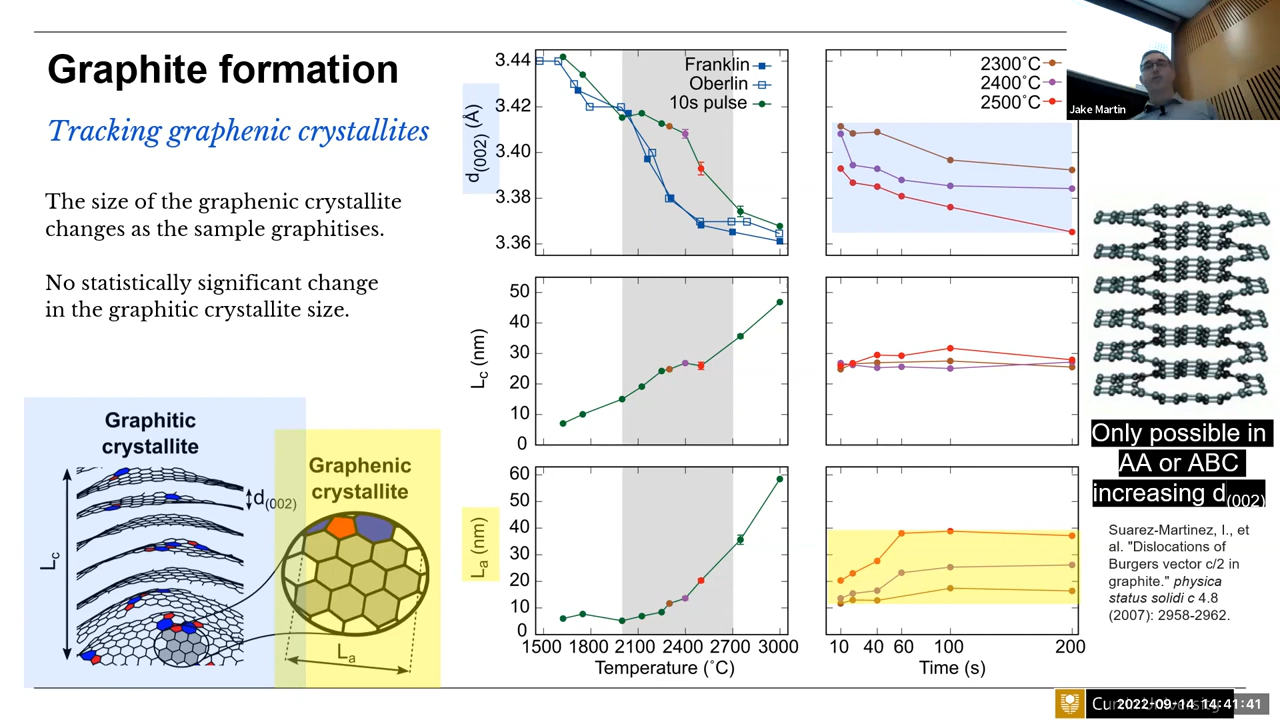 Graphite formation
Tracking graphenic crystallites
The size of the graphenic crystallite
changes as the sample graphitises.
No statistically significant change
in the graphitic crystallite size.
Graphitic
crystallite
d(002)
Lc
Graphenic
crystallite
La
d(002) (Å)
3.44
3.42
3.40
3.38
3.36
Franklin
Oberlin
10s pulse
2300˚C
2400˚C
2500˚C
Lc (nm)
50
40
30
20
10
0
La (nm)
60
50
40
30
20
10
0
1500 1800 2100 2400 2700 3000
Temperature (˚C)
10 40 60 100 200
Time (s)
Jake Martin
Only possible in
AA or ABC
increasing d(002)
Suarez-Martinez, I., et
al. "Dislocations of
Burgers vector c/2 in
graphite." physica
status solidi c 4.8
(2007): 2958-2962.
2022-09-14 14:41:41